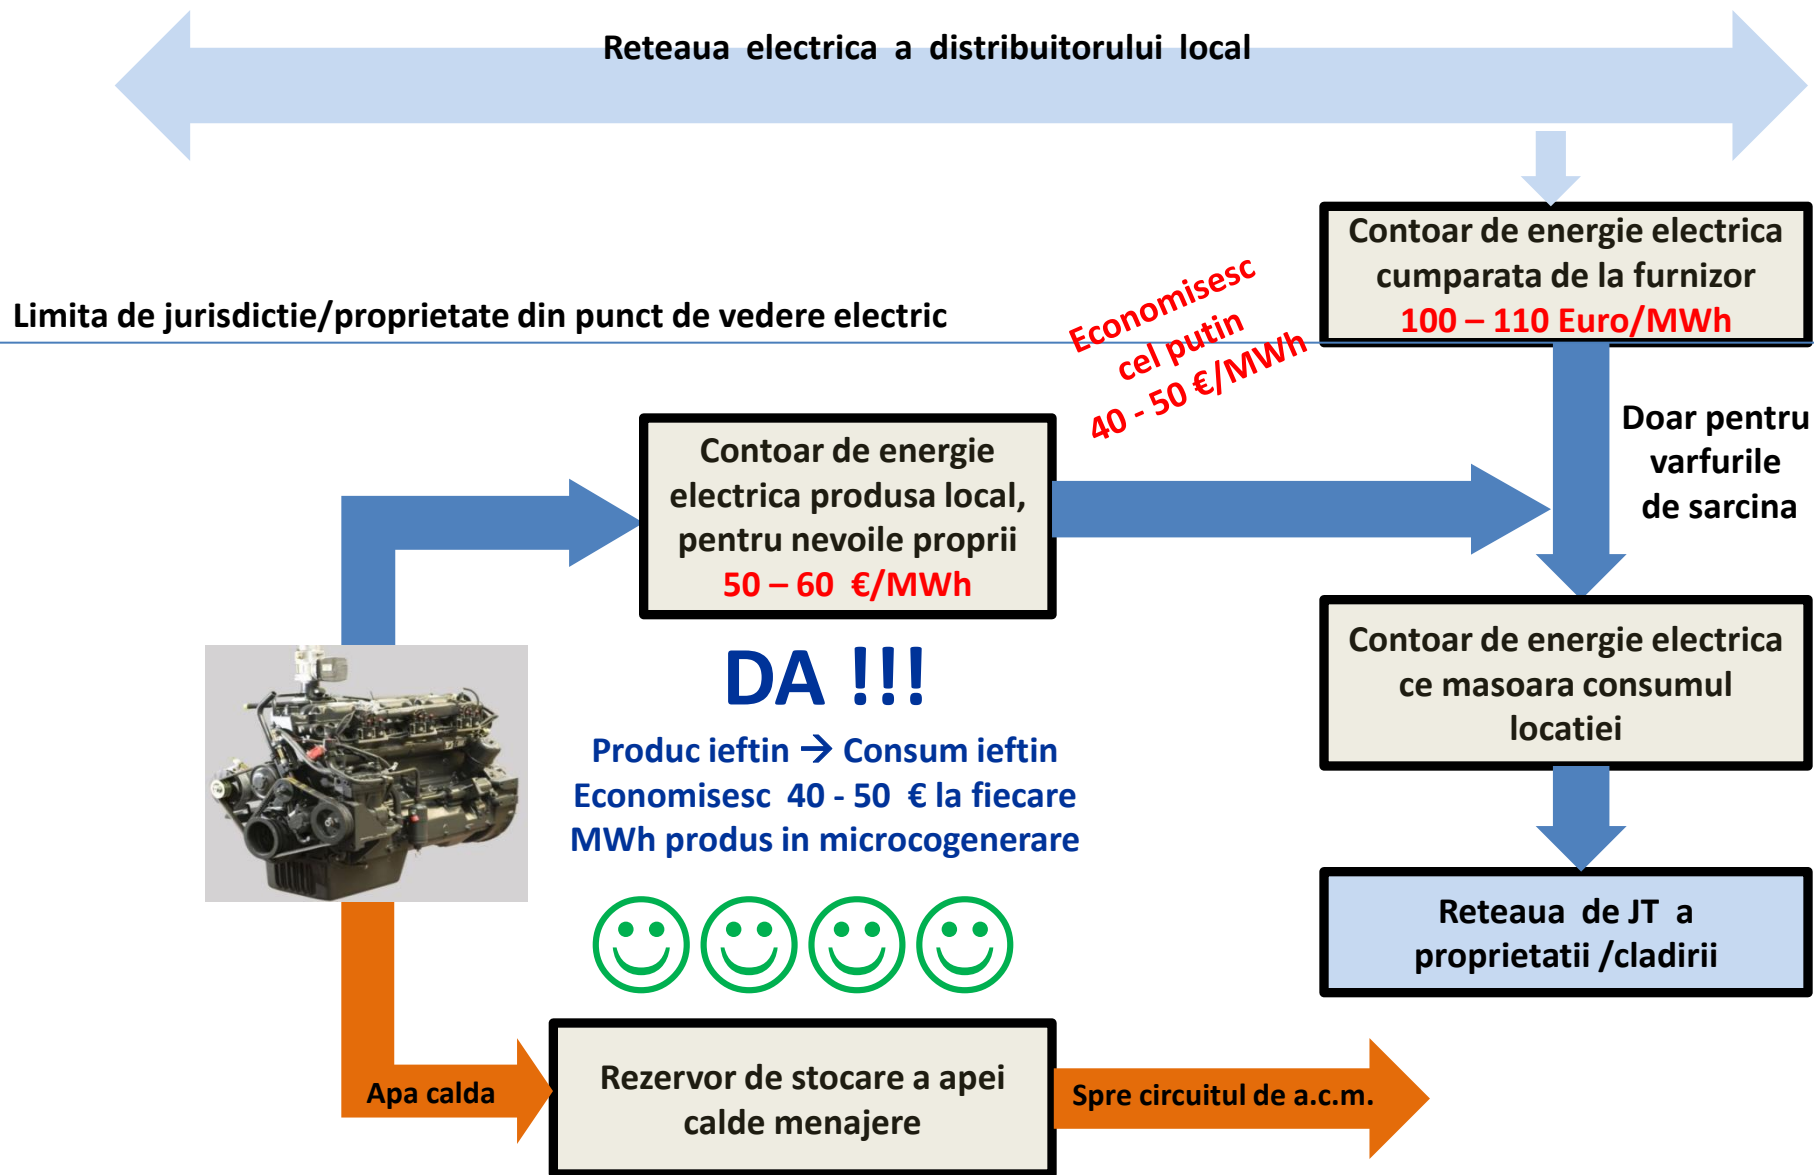 Reteaua electrica a distribuitorului local
Contoar de energie electrica
cumparata de la furnizor
100 – 110 Euro/MWh
Limita de jurisdictie/proprietate din punct de vedere electric
Economisesc
cel putin
40 - 50 €/MWh
Doar pentru
varfurile
de sarcina
Contoar de energie
electrica produsa local,
pentru nevoile proprii
50 – 60 €/MWh
Contoar de energie electrica
ce masoara consumul
locatiei
DA !!!
Produc ieftin → Consum ieftin
Economisesc 40 - 50 € la fiecare
MWh produs in microcogenerare
Reteaua de JT a
proprietatii /cladirii
Apa calda
Rezervor de stocare a apei
calde menajere
Spre circuitul de a.c.m.